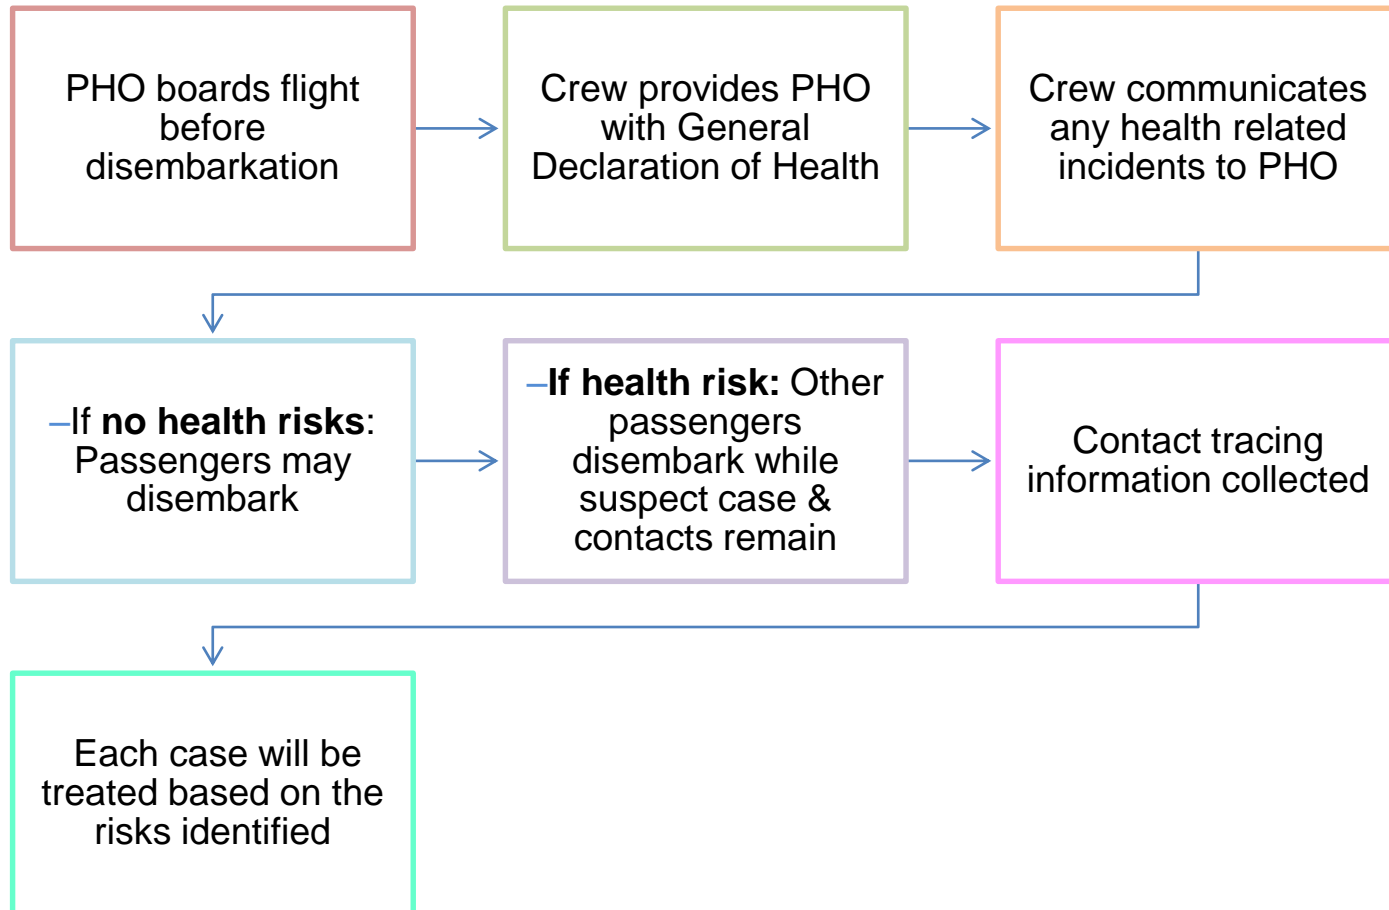 PHO boards flight
before
disembarkation
Crew provides PHO
with General
Declaration of Health
Crew communicates
any health related
incidents to PHO
–If no health risks:
Passengers may
disembark
–If health risk: Other
passengers
disembark while
suspect case &
contacts remain
Contact tracing
information collected
Each case will be
treated based on the
risks identified